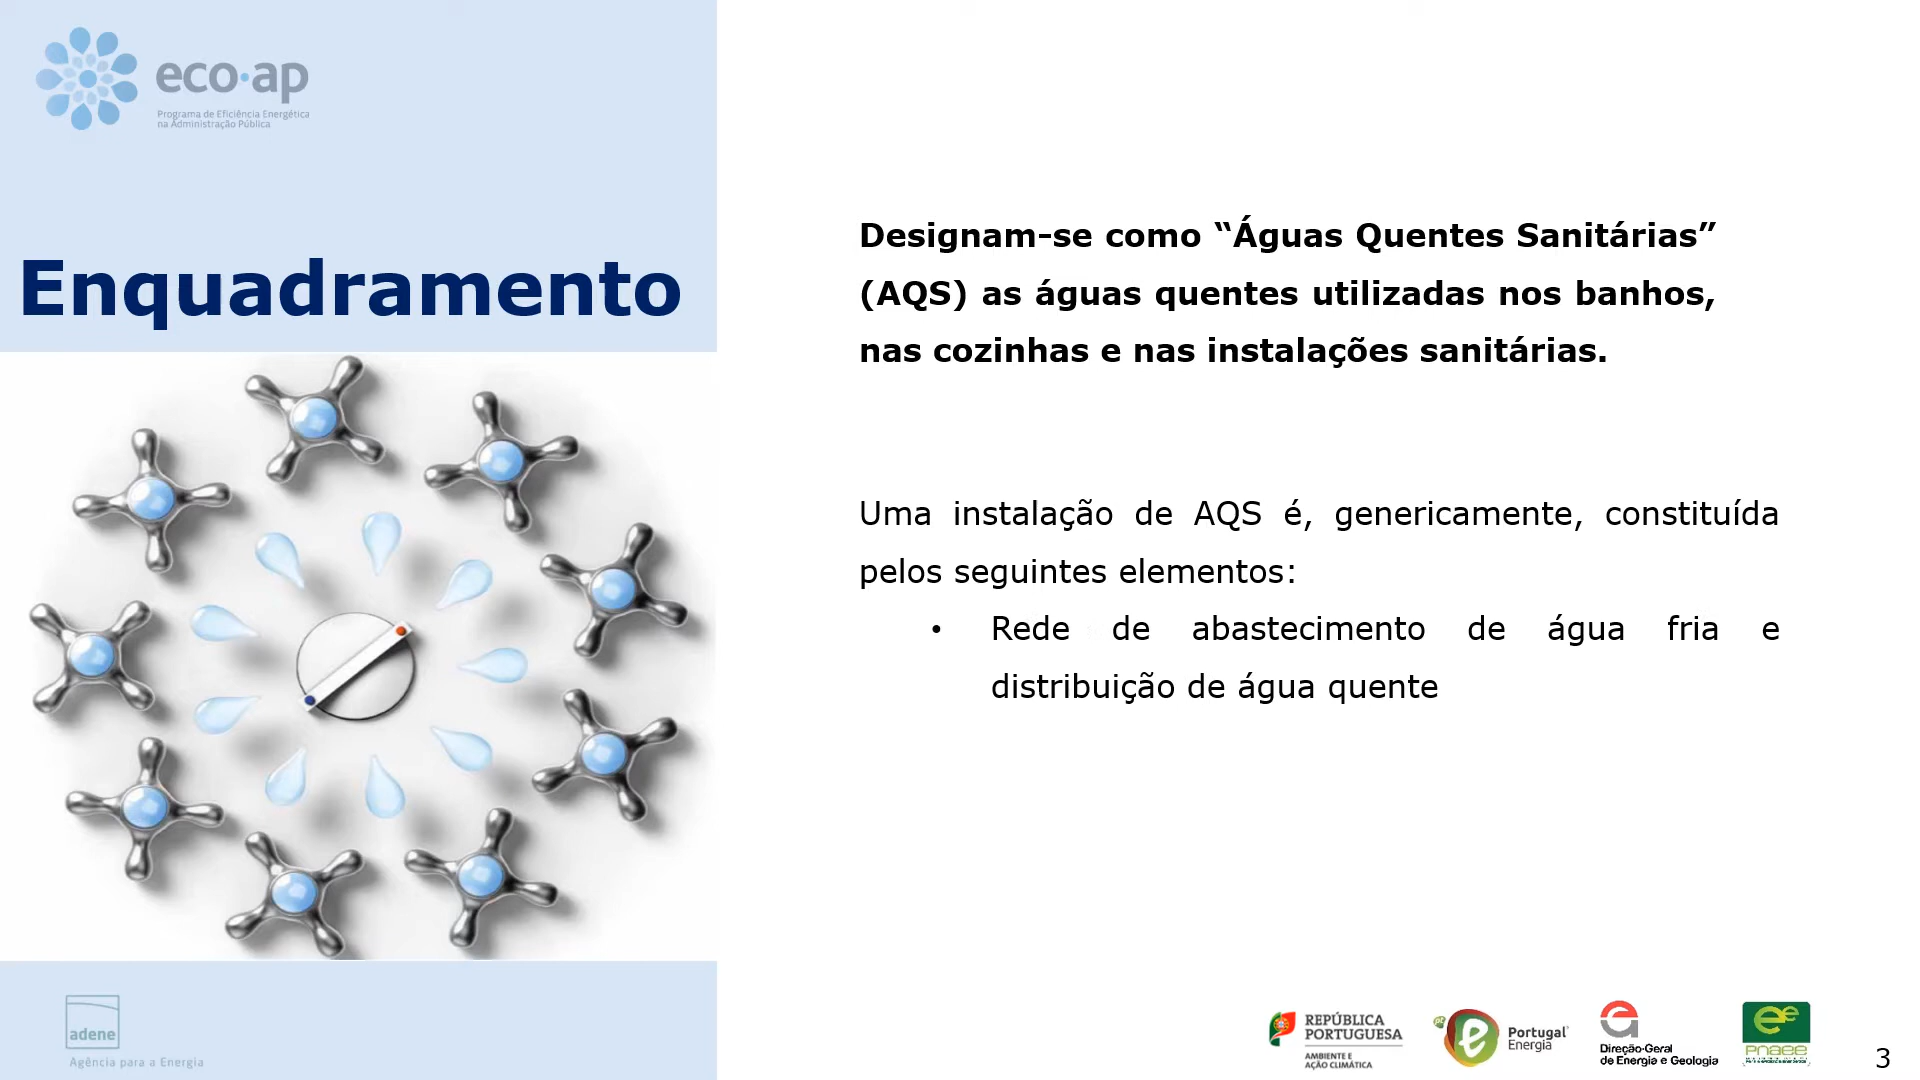 eco·ap
Programa de Eficiência Energética
na Administração Pública
Enquadramento
Designam-se como “Águas Quentes Sanitárias”
(AQS) as águas quentes utilizadas nos banhos,
nas cozinhas e nas instalações sanitárias.
Uma instalação de AQS é, genericamente, constituída
pelos seguintes elementos:
• Rede de abastecimento de água fria e
distribuição de água quente
adene
Agência para a Energia
REPÚBLICA
PORTUGUESA
AMBIENTE E
AÇÃO CLIMÁTICA
Portugal
Energia
Direção-Geral
de Energia e Geologia
pnaee
3